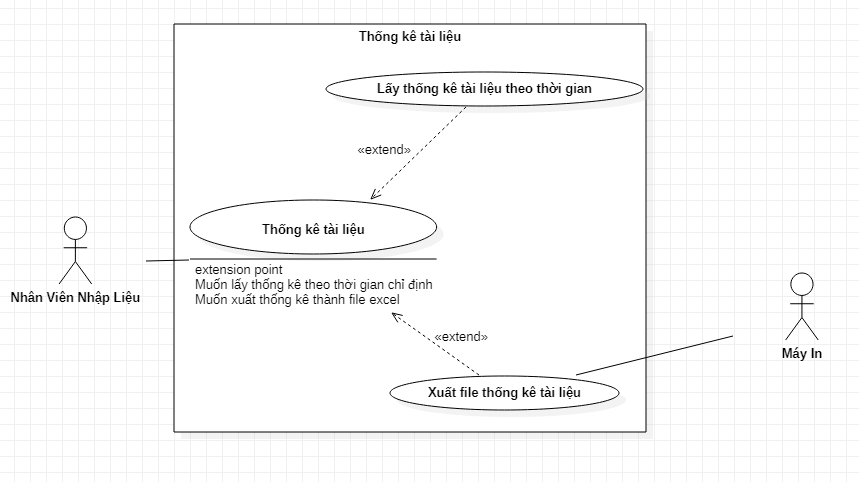 Thống kê tài liệu
Lấy thống kê tài liệu theo thời gian
«extend»
Thống kê tài liệu
extension point
Muốn lấy thống kê theo thời gian chỉ định
Muốn xuất thống kê thành file excel
Nhân Viên Nhập Liệu
«extend»
Máy In
Xuất file thống kê tài liệu